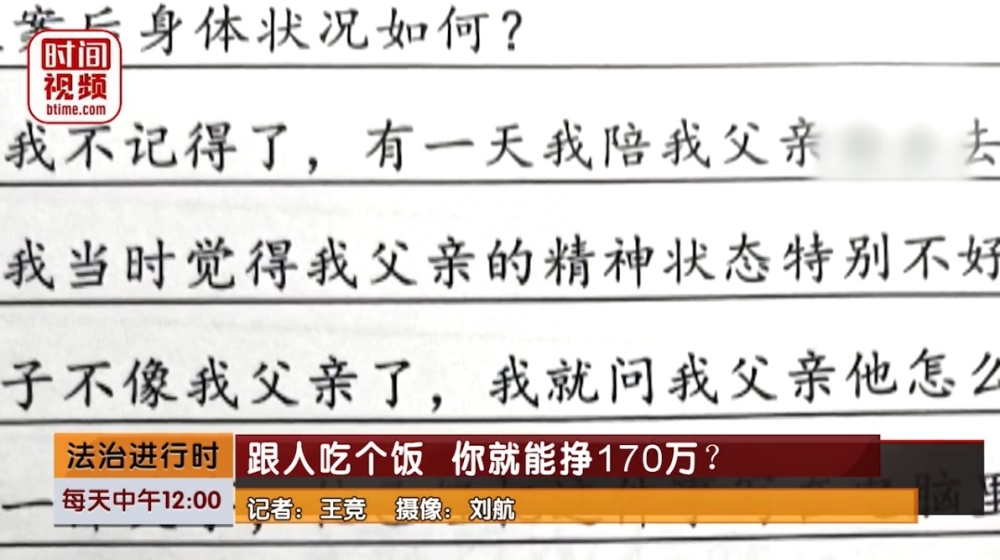 案后身体状况如何？
时间
视频
btime.com
我不记得了，有一天我陪我父亲 去
我当时觉得我父亲的精神状态特别不好
子不像我父亲了，我就问我父亲他怎么
法治进行时
跟人吃个饭 你就能挣170万？
每天中午12:00
记者：王竞 摄像：刘航